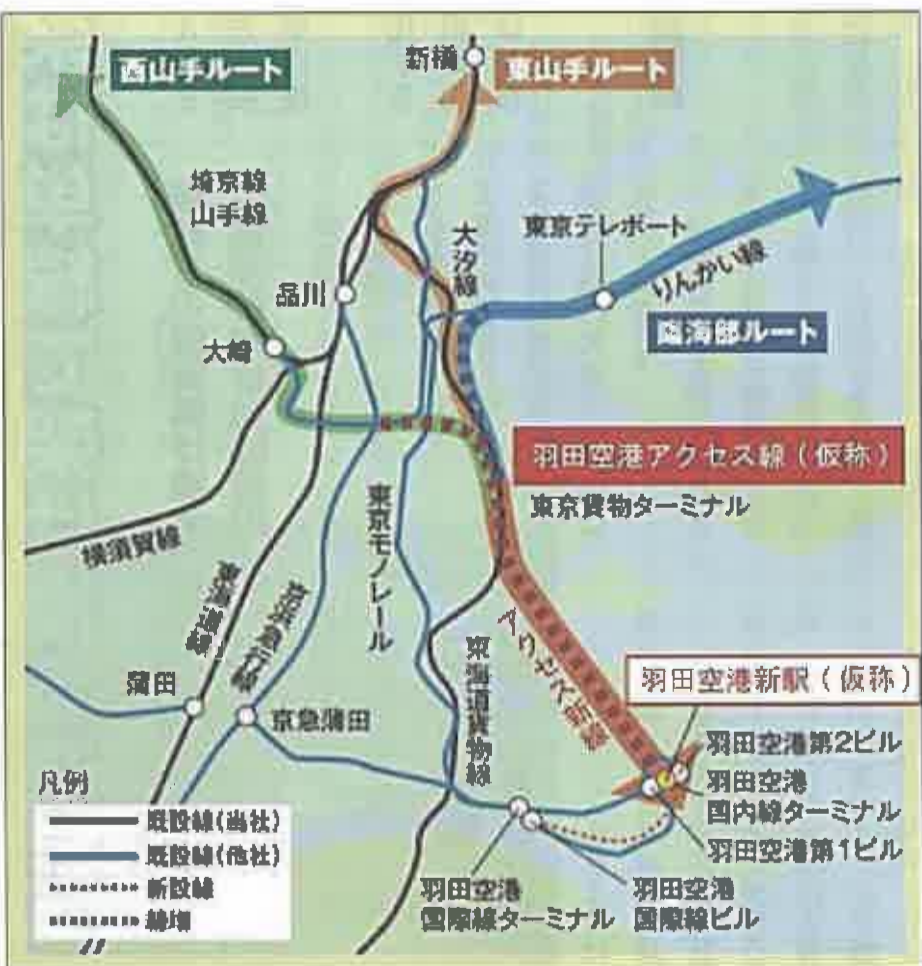 新橋
西山手ルート
東山手ルート
埼京線
山手線
大汐線
東京テレポート
りんかい線
品川
大崎
臨海部ルート
羽田空港アクセス線（仮称）
東京貨物ターミナル
横須賀線
東海道線
京浜急行線
東京モノレール
東海道貨物線
アクセス新線
羽田空港新駅（仮称）
蒲田
京急蒲田
羽田空港第2ビル
羽田空港
国内線ターミナル
羽田空港第1ビル
羽田空港
国際線ターミナル
羽田空港
国際線ビル
凡例
既設線(当社)
既設線(他社)
新設線